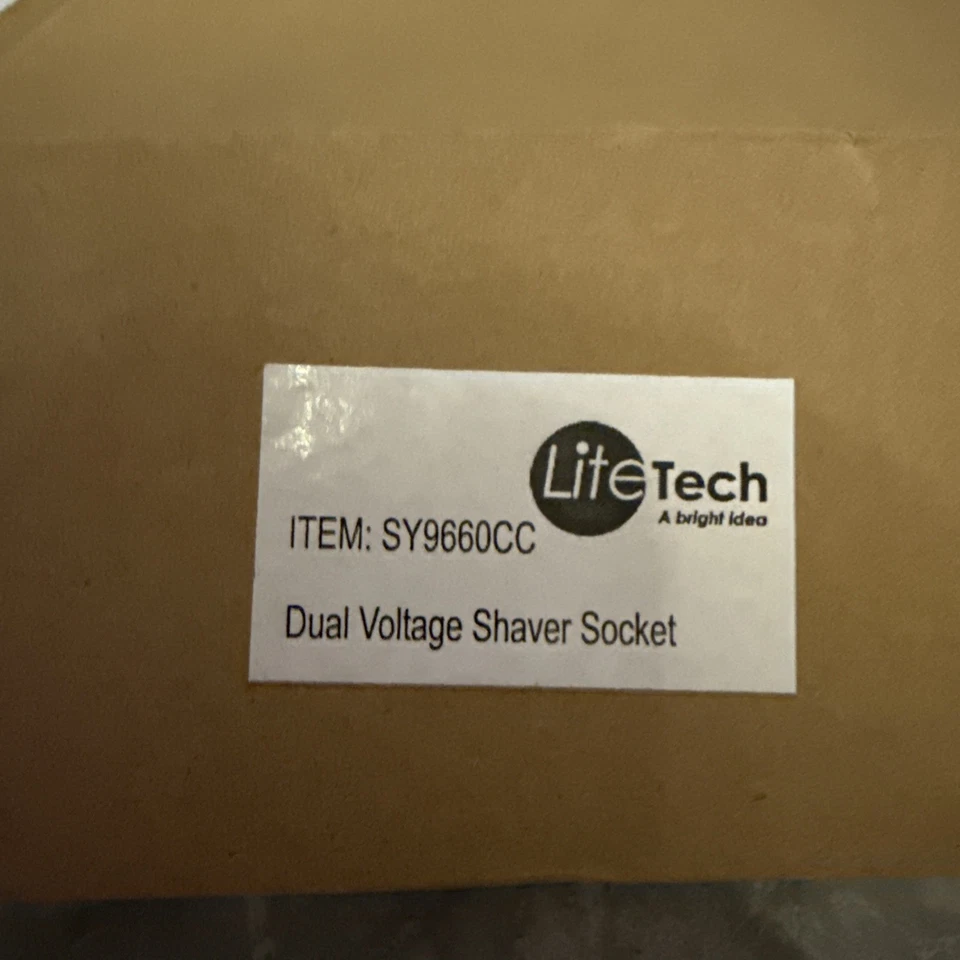 LiteTech
A bright idea
ITEM: SY9660CC
Dual Voltage Shaver Socket